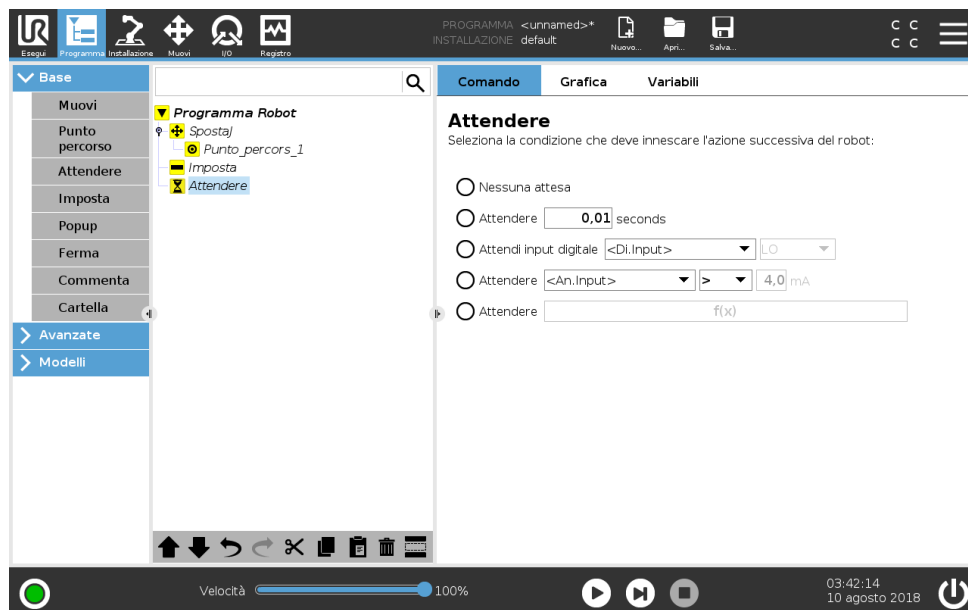 PROGRAMMA <unnamed>*
INSTALLAZIONE default
UR
Esegui
Programma
Installazione
Muovi
I/O
Registro
Nuovo...
Apri...
Salva...
C C
C C
Base
Muovi
Punto
percorso
Attendere
Imposta
Popup
Ferma
Commenta
Cartella
Avanzate
Modelli
Programma Robot
SpostaJ
Punto_percors_1
Imposta
Attendere
Comando Grafica Variabili
Attendere
Seleziona la condizione che deve innescare l'azione successiva del robot:
Nessuna attesa
Attendere 0,01 seconds
Attendi input digitale <Di.Input> LO
Attendere <An.Input> > 4,0 mA
Attendere f(x)
Velocità 100%
03:42:14
10 agosto 2018